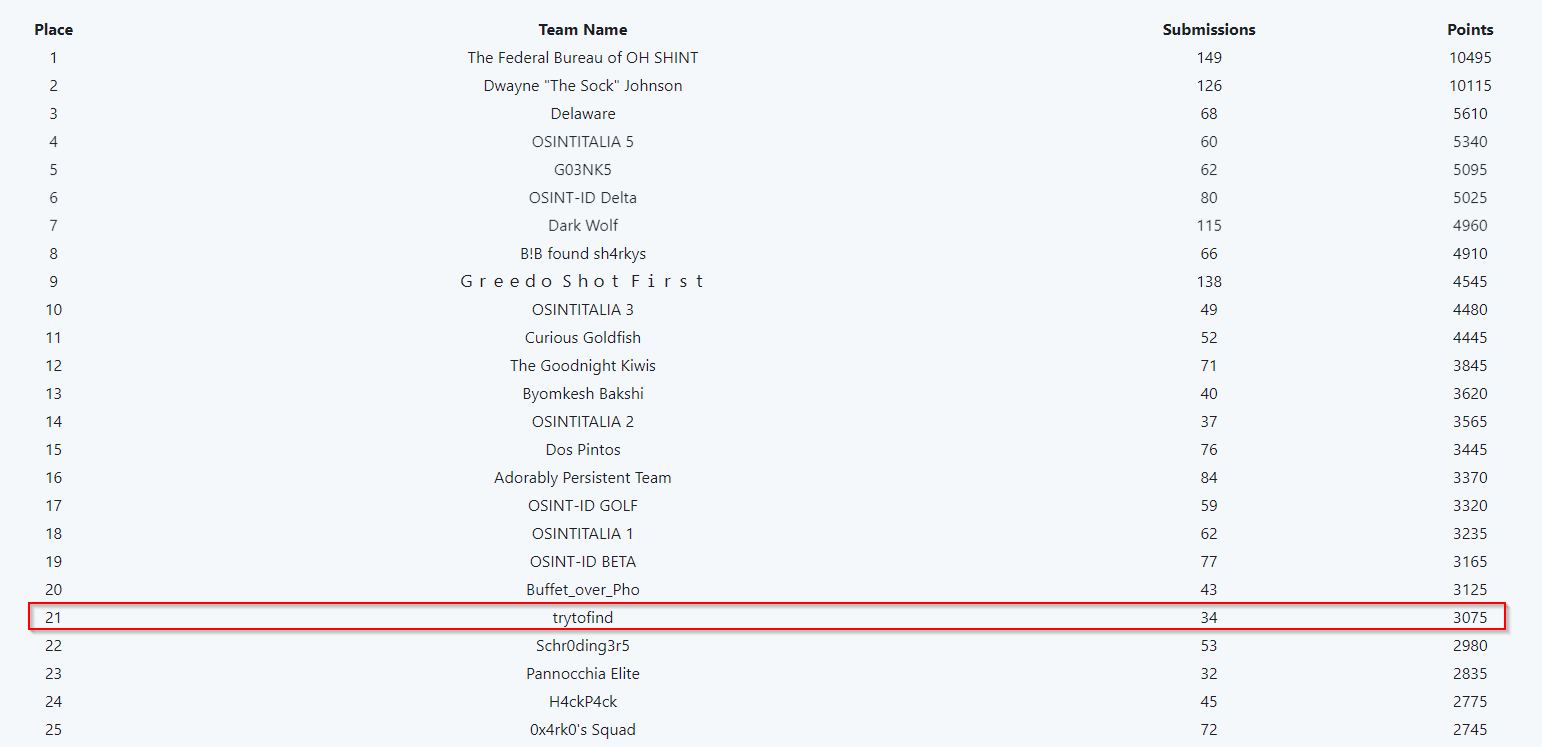 Place Team Name Submissions Points
1 The Federal Bureau of OH SHINT 149 10495
2 Dwayne "The Sock" Johnson 126 10115
3 Delaware 68 5610
4 OSINTITALIA 5 60 5340
5 G03NK5 62 5095
6 OSINT-ID Delta 80 5025
7 Dark Wolf 115 4960
8 B!B found sh4rkys 66 4910
9 Ｇｒｅｅｄｏ Ｓｈｏｔ Ｆｉｒｓｔ 138 4545
10 OSINTITALIA 3 49 4480
11 Curious Goldfish 52 4445
12 The Goodnight Kiwis 71 3845
13 Byomkesh Bakshi 40 3620
14 OSINTITALIA 2 37 3565
15 Dos Pintos 76 3445
16 Adorably Persistent Team 84 3370
17 OSINT-ID GOLF 59 3320
18 OSINTITALIA 1 62 3235
19 OSINT-ID BETA 77 3165
20 Buffet_over_Pho 43 3125
21 trytofind 34 3075
22 Schr0ding3r5 53 2980
23 Pannocchia Elite 32 2835
24 H4ckP4ck 45 2775
25 0x4rk0's Squad 72 2745